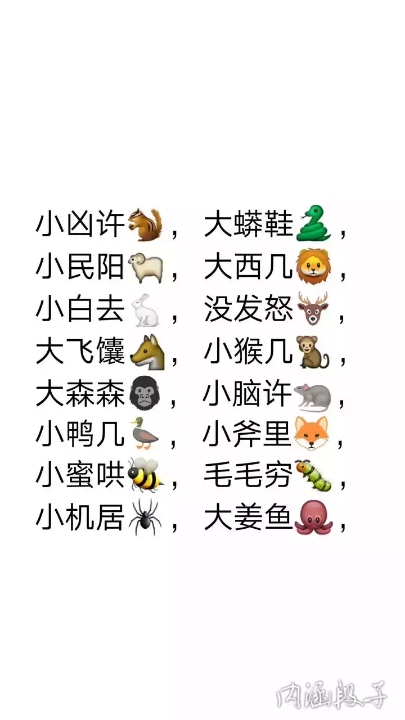 小凶许🐿️，大蟒鞋🐍，
小民阳🐏，大西几🦁，
小白去🐇，没发怒🦌，
大飞馕🐺，小猴几🐒，
大森森🦍，小脑许🐀，
小鸭几🦆，小斧里🦊，
小蜜哄🐝，毛毛穷🐛，
小机居🕷️，大姜鱼🐙，
内涵段子